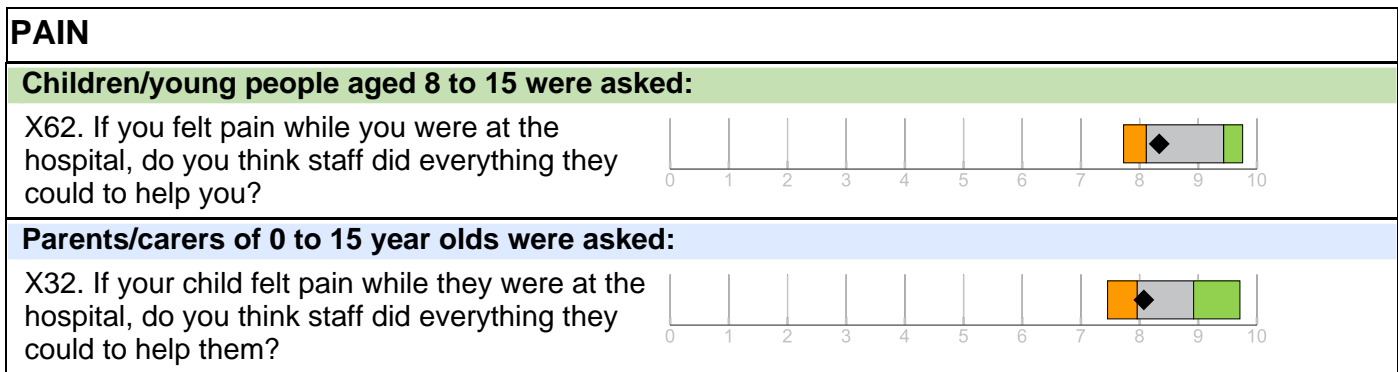 PAIN
Children/young people aged 8 to 15 were asked:
X62. If you felt pain while you were at the
hospital, do you think staff did everything they
could to help you?
0 1 2 3 4 5 6 7 8 9 10
Parents/carers of 0 to 15 year olds were asked:
X32. If your child felt pain while they were at the
hospital, do you think staff did everything they
could to help them?
0 1 2 3 4 5 6 7 8 9 10